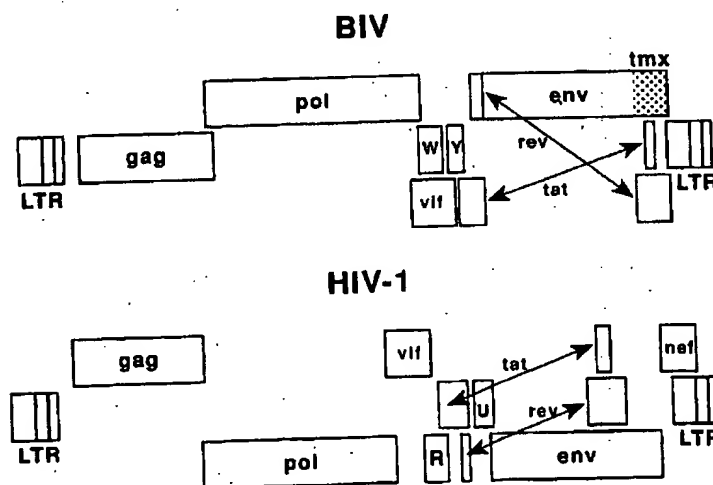 BIV
tmx
pol
env
gag
W
Y
rev
LTR
vif
tat
LTR
HIV-1
gag
vif
tat
nef
U
rev
LTR
LTR
pol
R
env